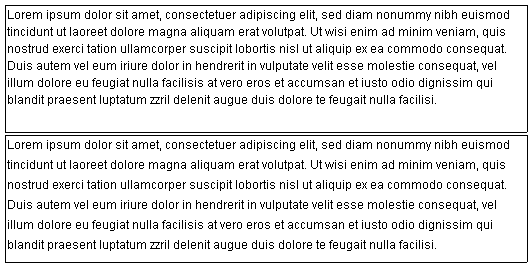 Lorem ipsum dolor sit amet, consectetuer adipiscing elit, sed diam nonummy nibh euismod
tincidunt ut laoreet dolore magna aliquam erat volutpat. Ut wisi enim ad minim veniam, quis
nostrud exerci tation ullamcorper suscipit lobortis nisl ut aliquip ex ea commodo consequat.
Duis autem vel eum iriure dolor in hendrerit in vulputate velit esse molestie consequat, vel
illum dolore eu feugiat nulla facilisis at vero eros et accumsan et iusto odio dignissim qui
blandit praesent luptatum zzril delenit augue duis dolore te feugait nulla facilisi.
Lorem ipsum dolor sit amet, consectetuer adipiscing elit, sed diam nonummy nibh euismod
tincidunt ut laoreet dolore magna aliquam erat volutpat. Ut wisi enim ad minim veniam, quis
nostrud exerci tation ullamcorper suscipit lobortis nisl ut aliquip ex ea commodo consequat.
Duis autem vel eum iriure dolor in hendrerit in vulputate velit esse molestie consequat, vel
illum dolore eu feugiat nulla facilisis at vero eros et accumsan et iusto odio dignissim qui
blandit praesent luptatum zzril delenit augue duis dolore te feugait nulla facilisi.